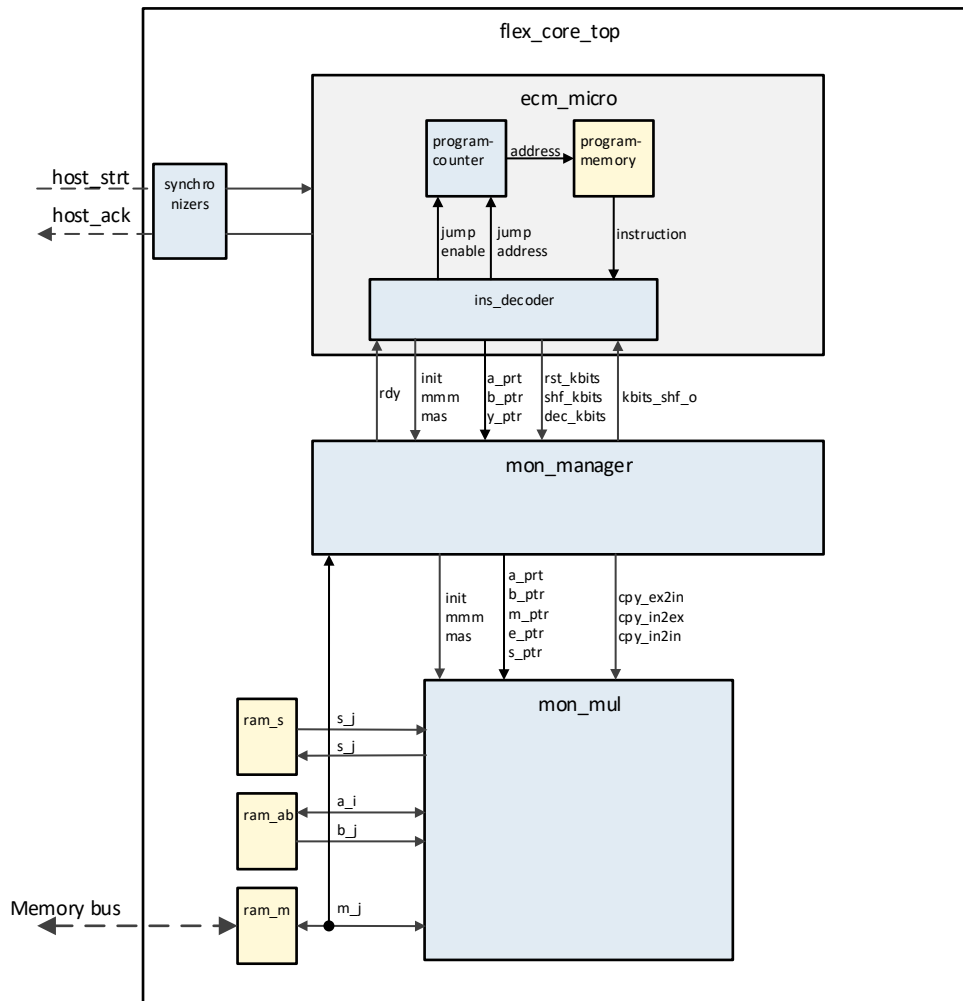 flex_core_top
ecm_micro
program-
counter
address
program-
memory
host_strt
host_ack
synchro
nizers
jump
enable
jump
address
instruction
ins_decoder
rdy
init
mmm
mas
a_prt
b_ptr
y_ptr
rst_kbits
shf_kbits
dec_kbits
kbits_shf_o
mon_manager
init
mmm
mas
a_prt
b_ptr
m_ptr
e_ptr
s_ptr
cpy_ex2in
cpy_in2ex
cpy_in2in
mon_mul
ram_s
s_j
s_j
ram_ab
a_i
b_j
Memory bus
ram_m
m_j